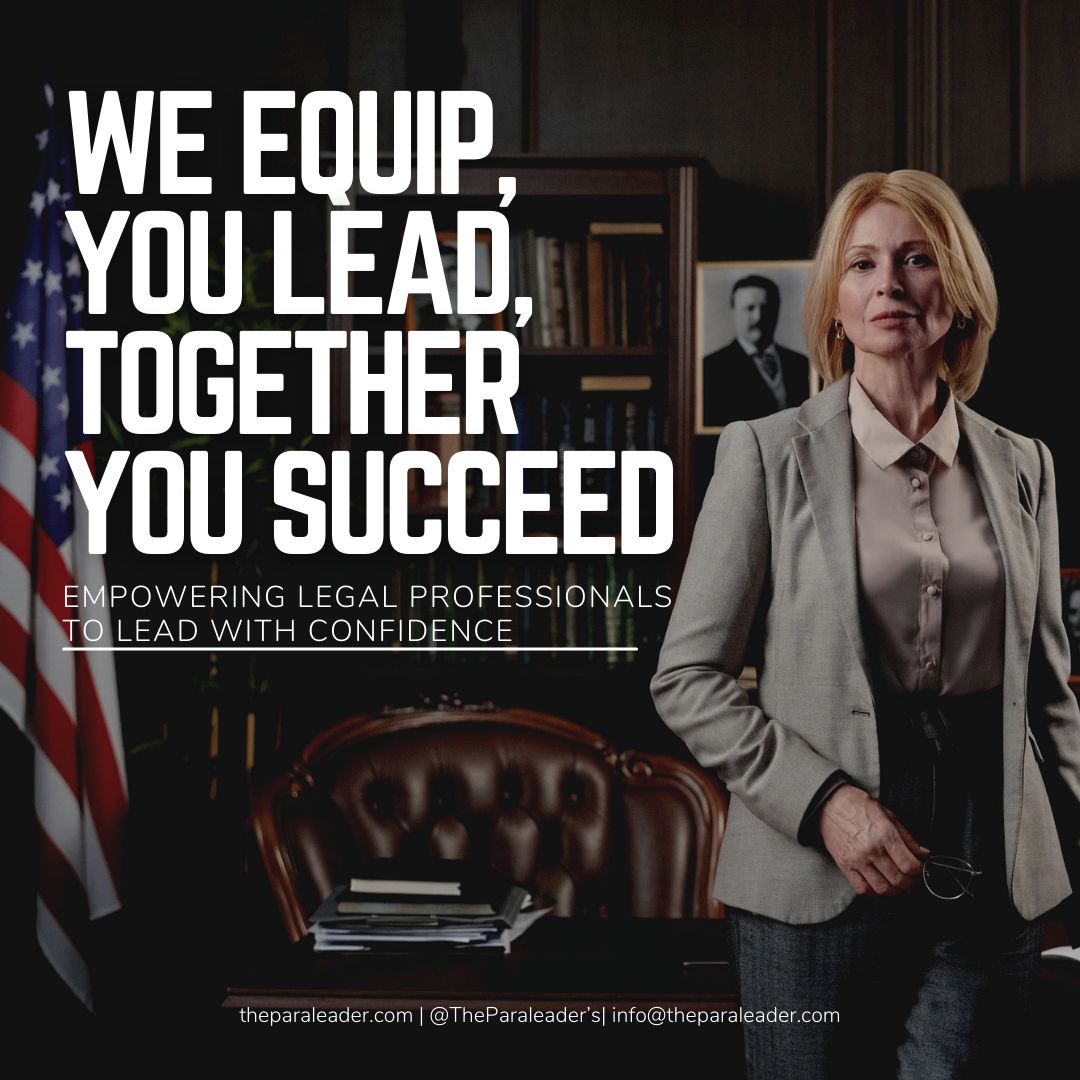 WE EQUIP,
YOU LEAD,
TOGETHER
YOU SUCCEED
EMPOWERING LEGAL PROFESSIONALS
TO LEAD WITH CONFIDENCE
theparaleader.com | @TheParaleader’s| info@theparaleader.com